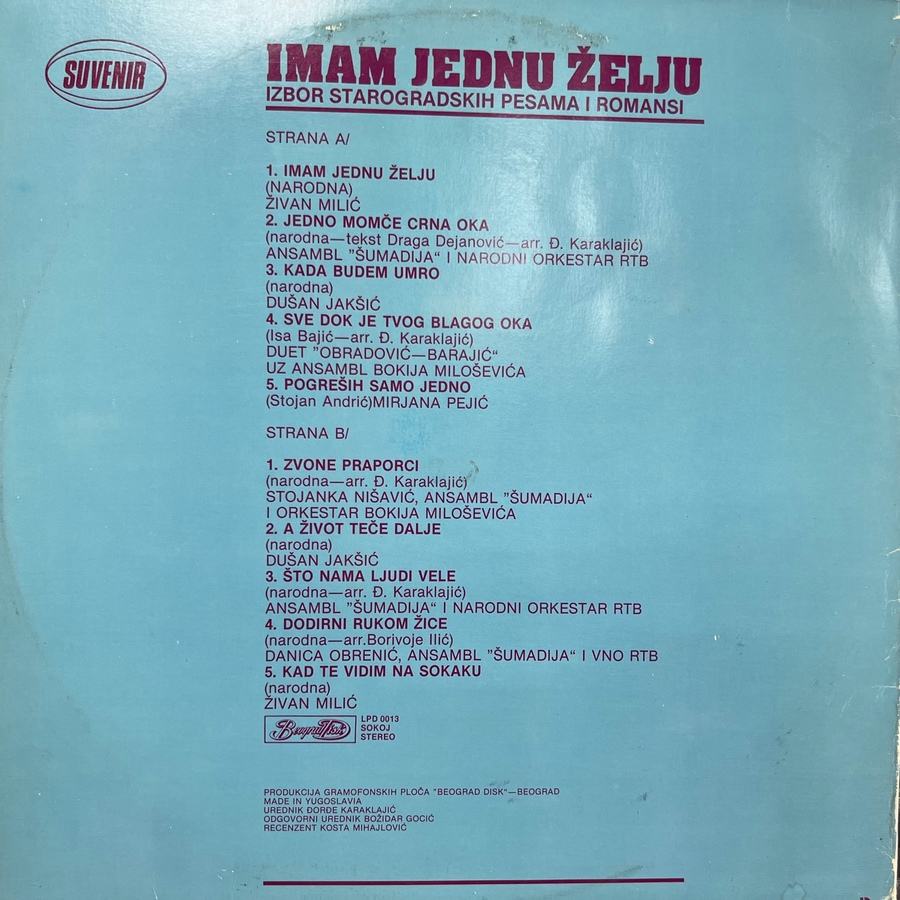 SUVENIR
IMAM JEDNU ŽELJU
IZBOR STAROGRADSKIH PESAMA I ROMANSI
STRANA A/
1. IMAM JEDNU ŽELJU
(NARODNA)
ŽIVAN MILIĆ
2. JEDNO MOMČE CRNA OKA
(narodna—tekst Draga Dejanović—arr. Đ. Karaklajić)
ANSAMBL "ŠUMADIJA“ I NARODNI ORKESTAR RTB
3. KADA BUDEM UMRO
(narodna)
DUŠAN JAKŠIĆ
4. SVE DOK JE TVOG BLAGOG OKA
(Isa Bajić—arr. Đ. Karaklajić)
DUET "OBRADOVIĆ—BARAJIĆ“
UZ ANSAMBL BOKIJA MILOŠEVIĆA
5. POGREŠIH SAMO JEDNO
(Stojan Andrić)MIRJANA PEJIĆ
STRANA B/
1. ZVONE PRAPORCI
(narodna—arr. Đ. Karaklajić)
STOJANKA NIŠAVIĆ, ANSAMBL "ŠUMADIJA“
I ORKESTAR BOKIJA MILOŠEVIĆA
2. A ŽIVOT TEČE DALJE
(narodna)
DUŠAN JAKŠIĆ
3. ŠTO NAMA LJUDI VELE
(narodna—arr. Đ. Karaklajić)
ANSAMBL "ŠUMADIJA“ I NARODNI ORKESTAR RTB
4. DODIRNI RUKOM ŽICE
(narodna—arr.Borivoje Ilić)
DANICA OBRENIĆ, ANSAMBL "ŠUMADIJA“ I VNO RTB
5. KAD TE VIDIM NA SOKAKU
(narodna)
ŽIVAN MILIĆ
Beograd Disk
LPD 0013
SOKOJ
STEREO
PRODUKCIJA GRAMOFONSKIH PLOČA "BEOGRAD DISK"—BEOGRAD
MADE IN YUGOSLAVIA
UREDNIK ĐORĐE KARAKLAJIĆ
ODGOVORNI UREDNIK BOŽIDAR GOCIĆ
RECENZENT KOSTA MIHAJLOVIĆ